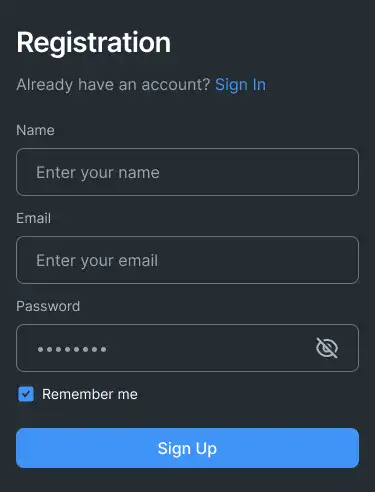 Registration
Already have an account? Sign In
Name
Enter your name
Email
Enter your email
Password
••••••••
Remember me
Sign Up